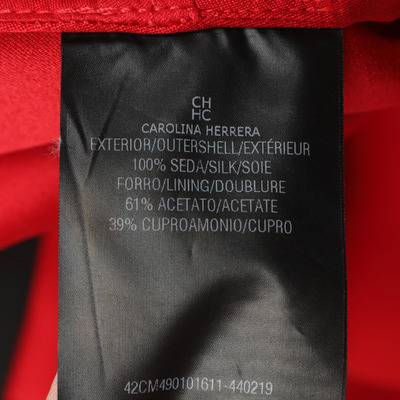 CH
HC
CAROLINA HERRERA
EXTERIOR/OUTERSHELL/EXTÉRIEUR
100% SEDA/SILK/SOIE
FORRO/LINING/DOUBLURE
61% ACETATO/ACETATE
39% CUPROAMONIO/CUPRO
42CM490101611-440219